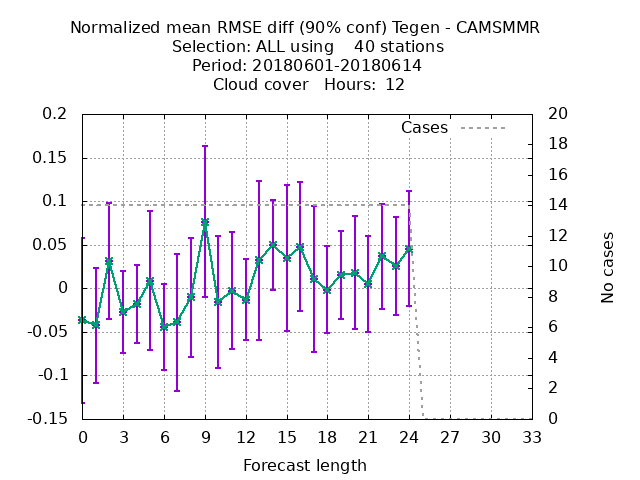 Normalized mean RMSE diff (90% conf) Tegen - CAMSMMR
Selection: ALL using    40 stations
Period: 20180601-20180614
Cloud cover   Hours:  12
Cases
0.2
0.15
0.1
0.05
0
-0.05
-0.1
-0.15
20
18
16
14
12
10
8
6
4
2
0
No cases
0 3 6 9 12 15 18 21 24 27 30 33
Forecast length